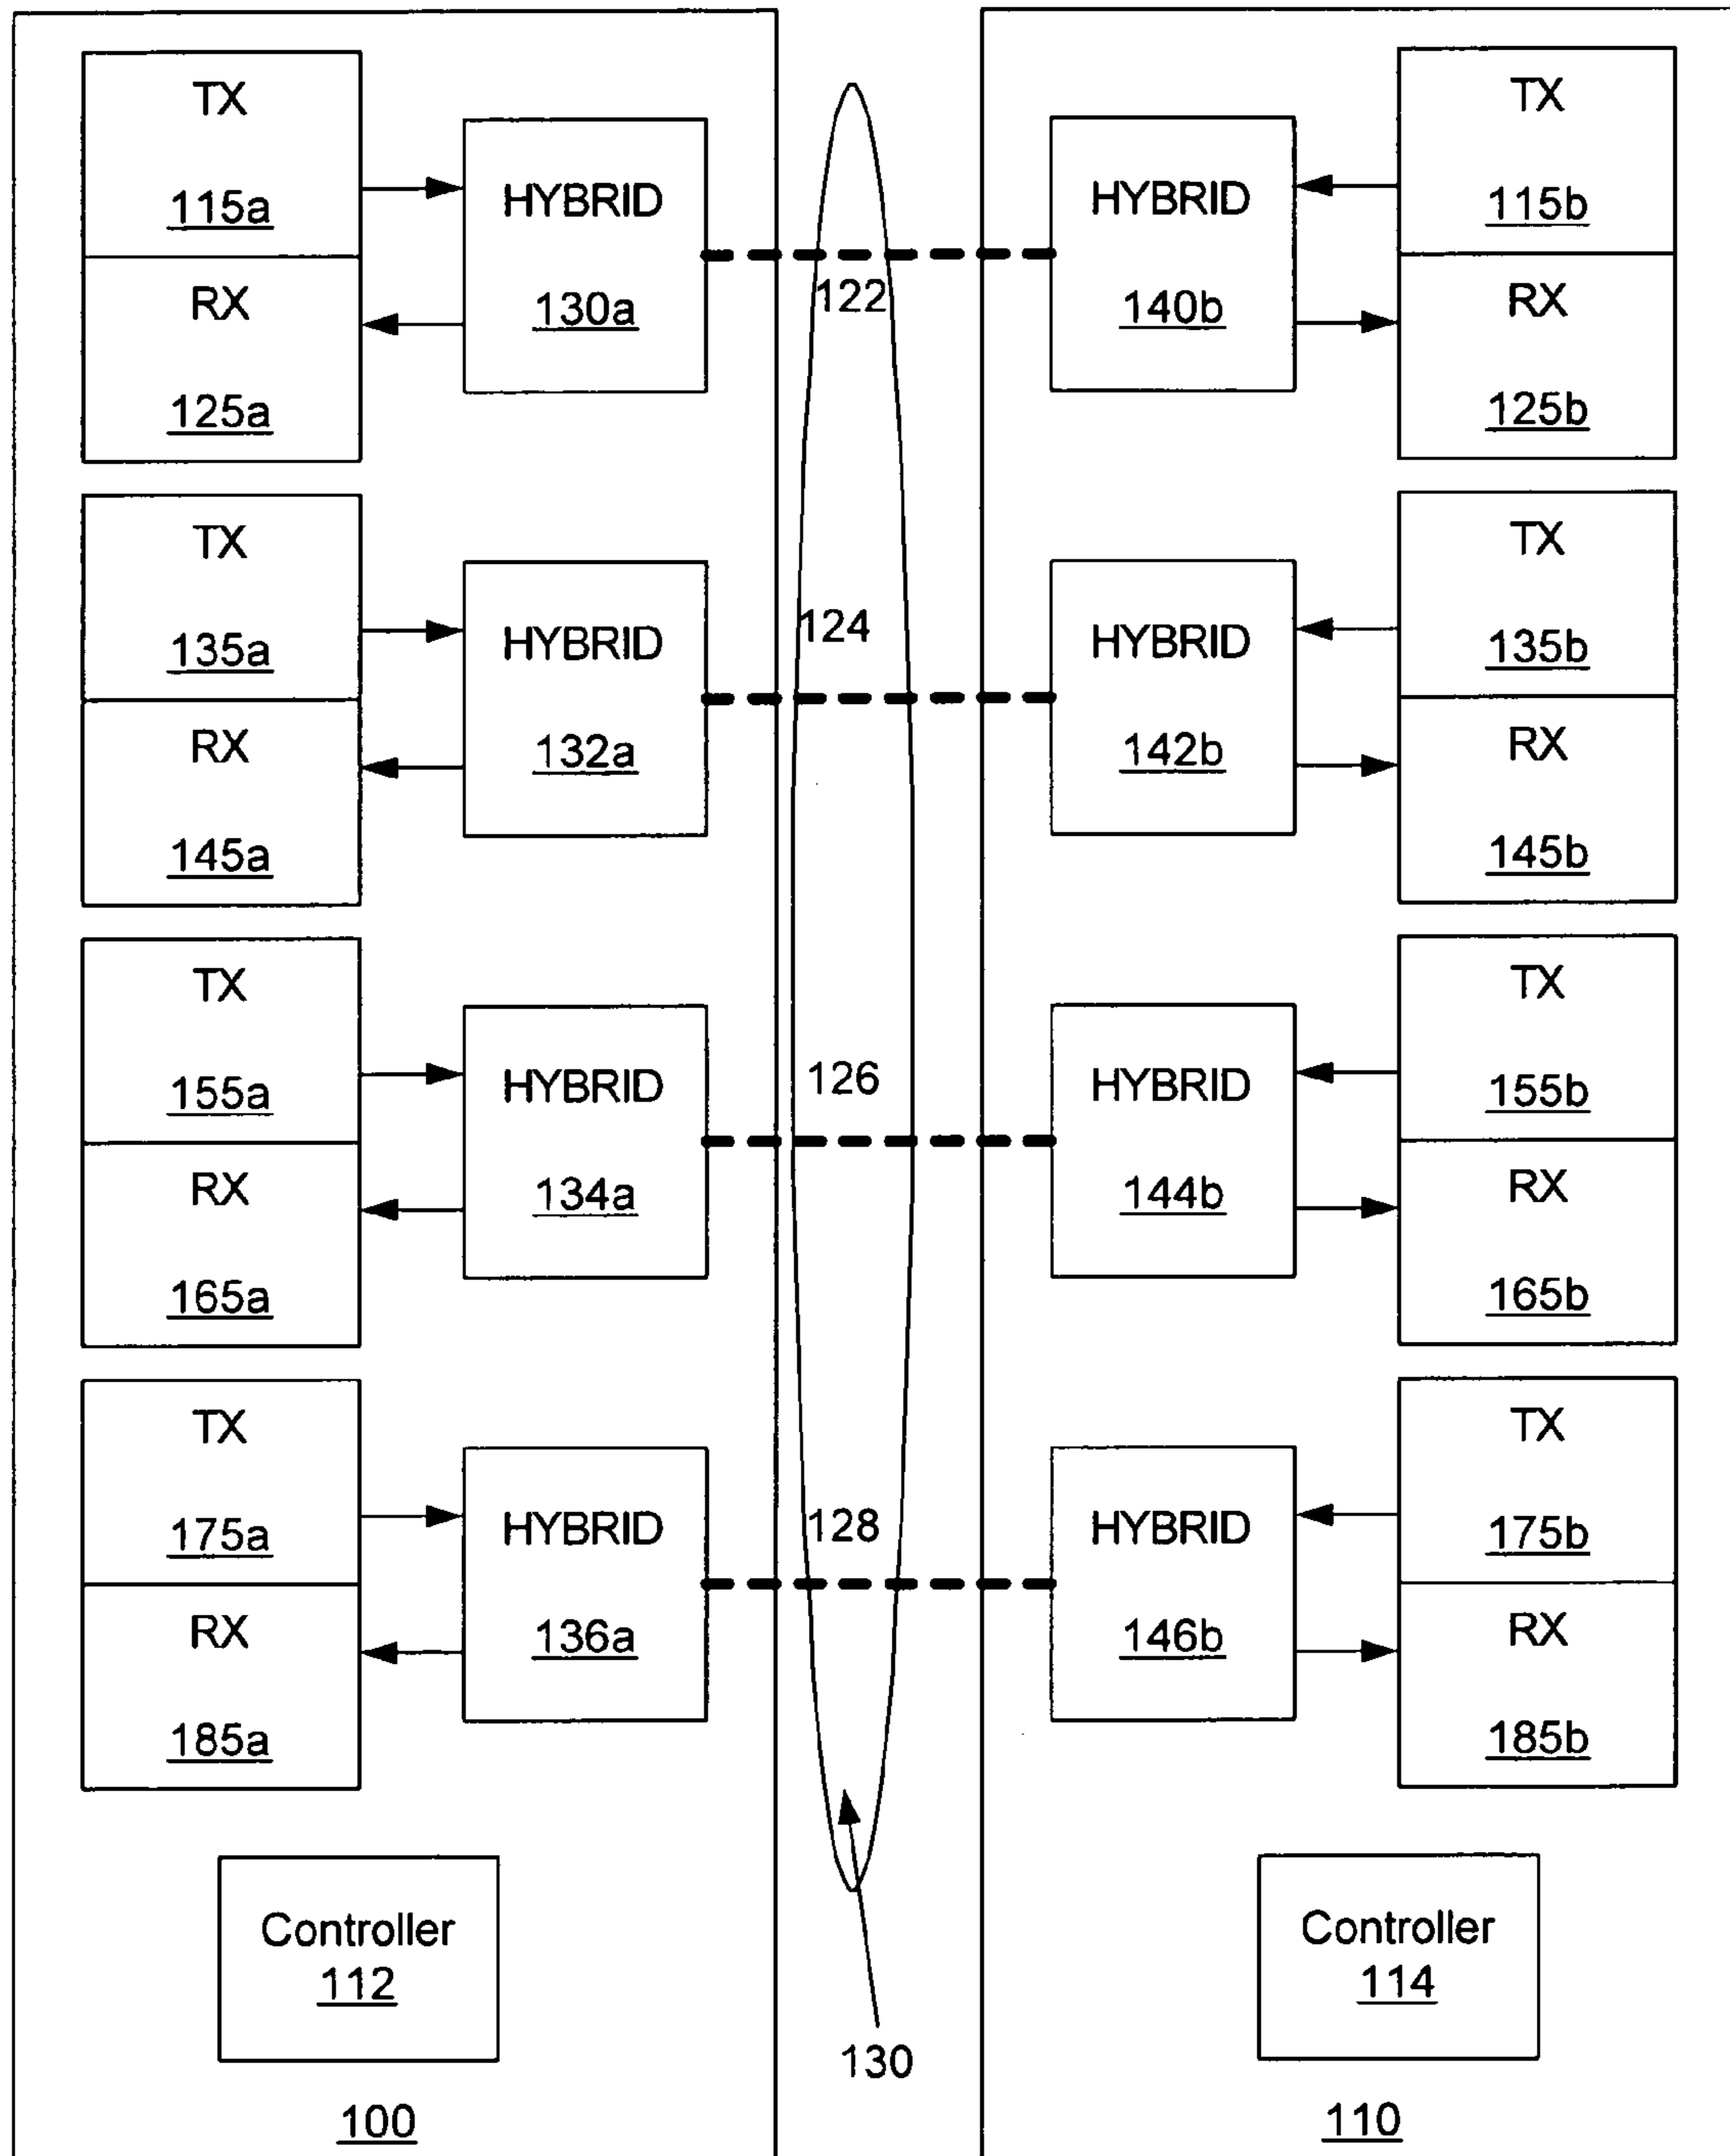 TX
115a
RX
125a
HYBRID
130a
122
HYBRID
140b
TX
115b
RX
125b
TX
135a
RX
145a
HYBRID
132a
124
HYBRID
142b
TX
135b
RX
145b
TX
155a
RX
165a
HYBRID
134a
126
HYBRID
144b
TX
155b
RX
165b
TX
175a
RX
185a
HYBRID
136a
128
HYBRID
146b
TX
175b
RX
185b
Controller
112
130
Controller
114
100
110